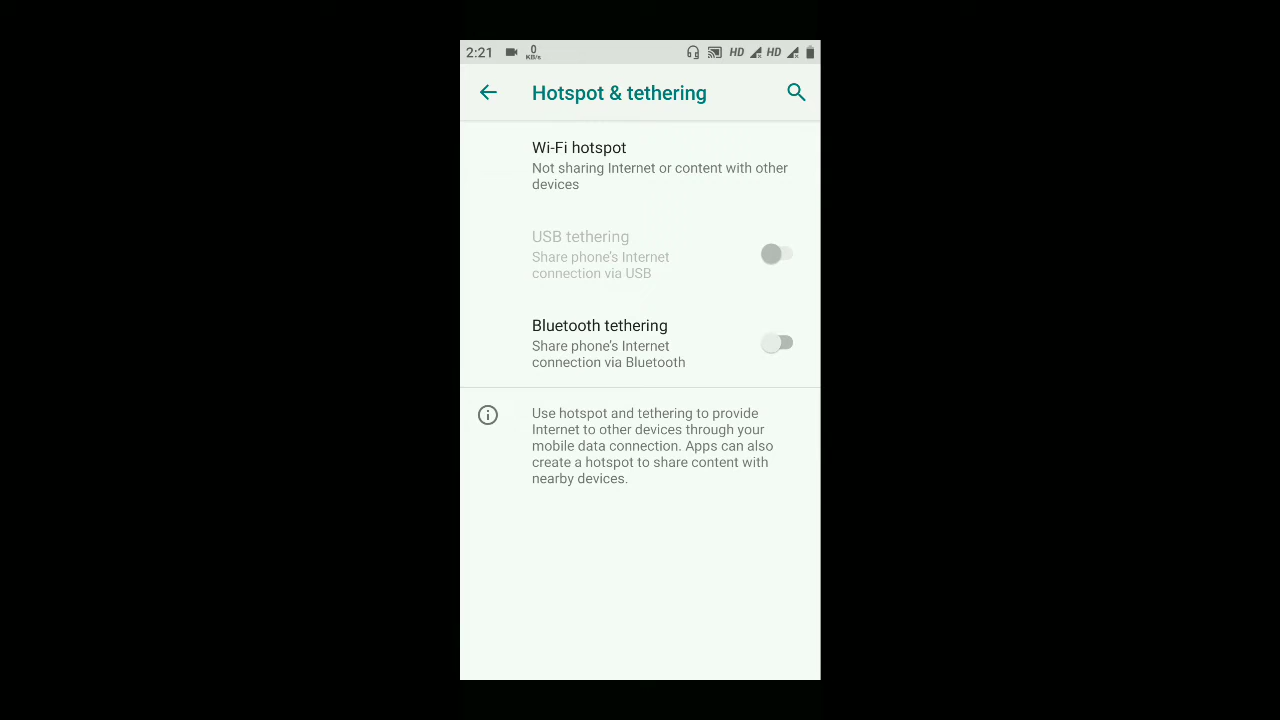 2:21 0 KB/s HD HD
Hotspot & tethering
Wi-Fi hotspot
Not sharing Internet or content with other
devices
USB tethering
Share phone's Internet
connection via USB
Bluetooth tethering
Share phone's Internet
connection via Bluetooth
Use hotspot and tethering to provide
Internet to other devices through your
mobile data connection. Apps can also
create a hotspot to share content with
nearby devices.